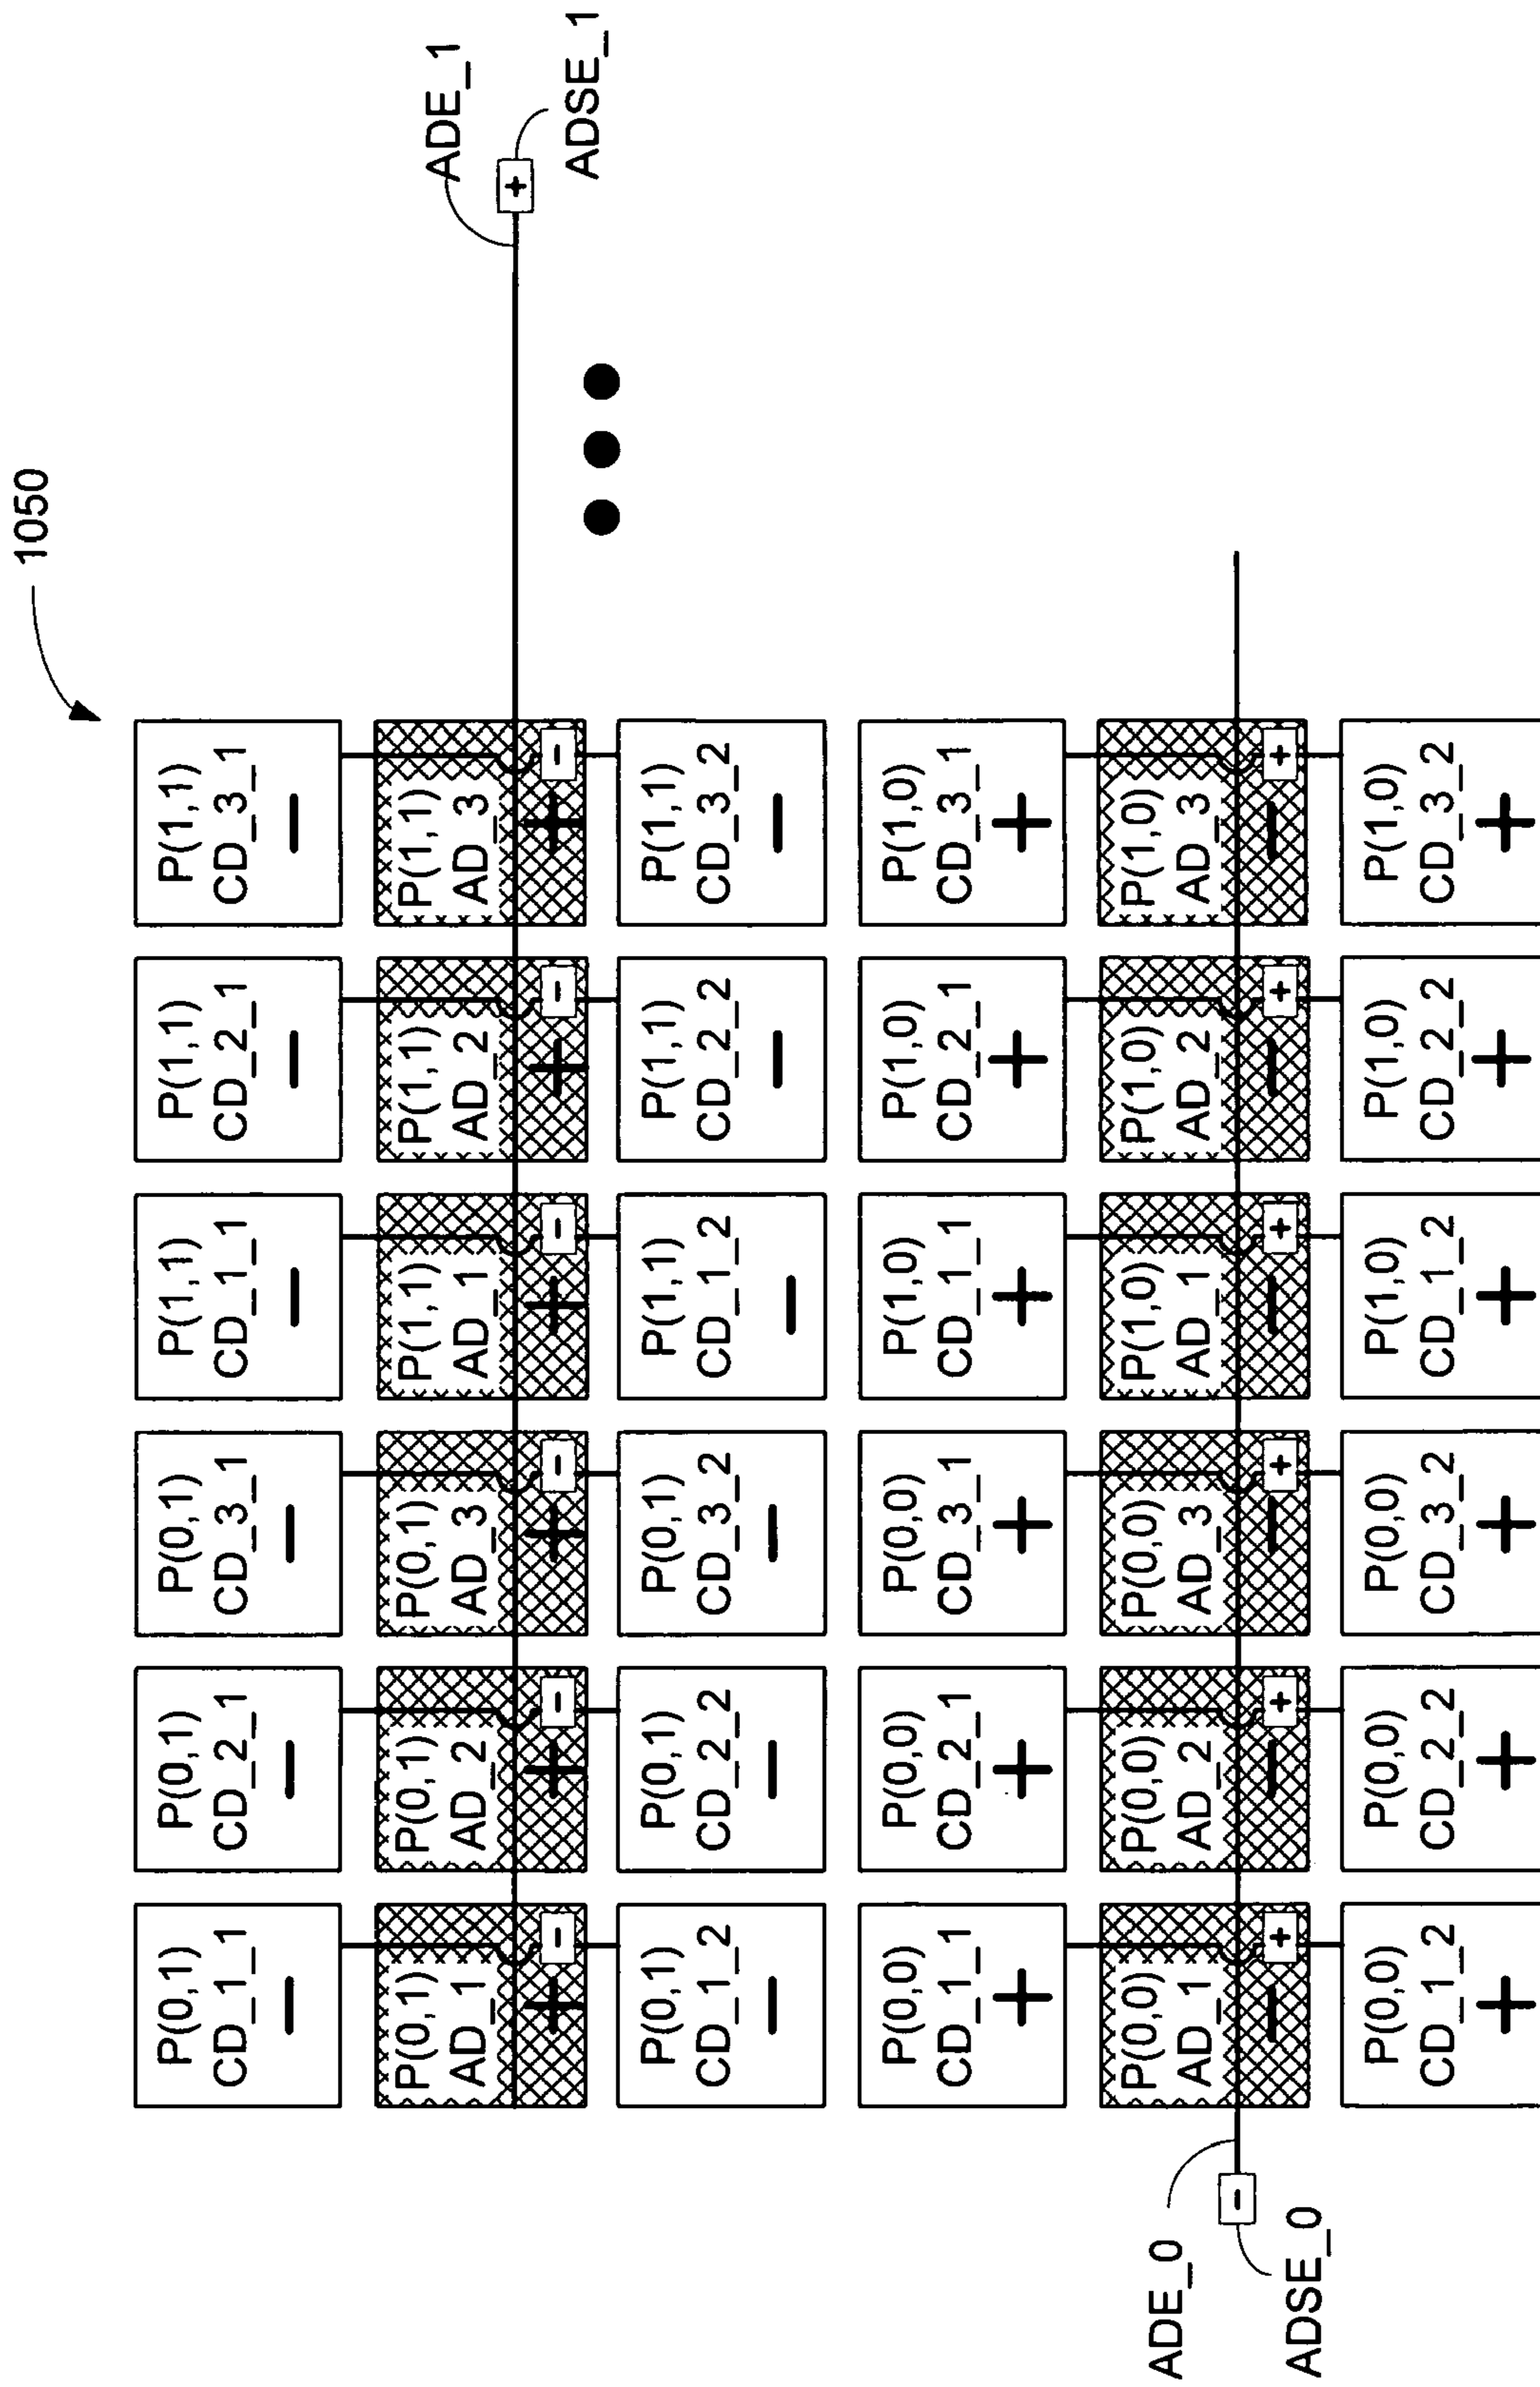 1050
P(0,1)
CD_1_1
−
P(0,1)
CD_2_1
−
P(0,1)
CD_3_1
−
P(1,1)
CD_1_1
−
P(1,1)
CD_2_1
−
P(1,1)
CD_3_1
−
ADE_1
P(0,1)
AD_1
+ -
P(0,1)
AD_2
+ -
P(0,1)
AD_3
+ -
P(1,1)
AD_1
+ -
P(1,1)
AD_2
+ -
P(1,1)
AD_3
+ -
+
ADSE_1
P(0,1)
CD_1_2
−
P(0,1)
CD_2_2
−
P(0,1)
CD_3_2
−
P(1,1)
CD_1_2
−
P(1,1)
CD_2_2
−
P(1,1)
CD_3_2
−
P(0,0)
CD_1_1
+
P(0,0)
CD_2_1
+
P(0,0)
CD_3_1
+
P(1,0)
CD_1_1
+
P(1,0)
CD_2_1
+
P(1,0)
CD_3_1
+
ADE_0
-
ADSE_0
P(0,0)
AD_1
− +
P(0,0)
AD_2
− +
P(0,0)
AD_3
− +
P(1,0)
AD_1
− +
P(1,0)
AD_2
− +
P(1,0)
AD_3
− +
P(0,0)
CD_1_2
+
P(0,0)
CD_2_2
+
P(0,0)
CD_3_2
+
P(1,0)
CD_1_2
+
P(1,0)
CD_2_2
+
P(1,0)
CD_3_2
+